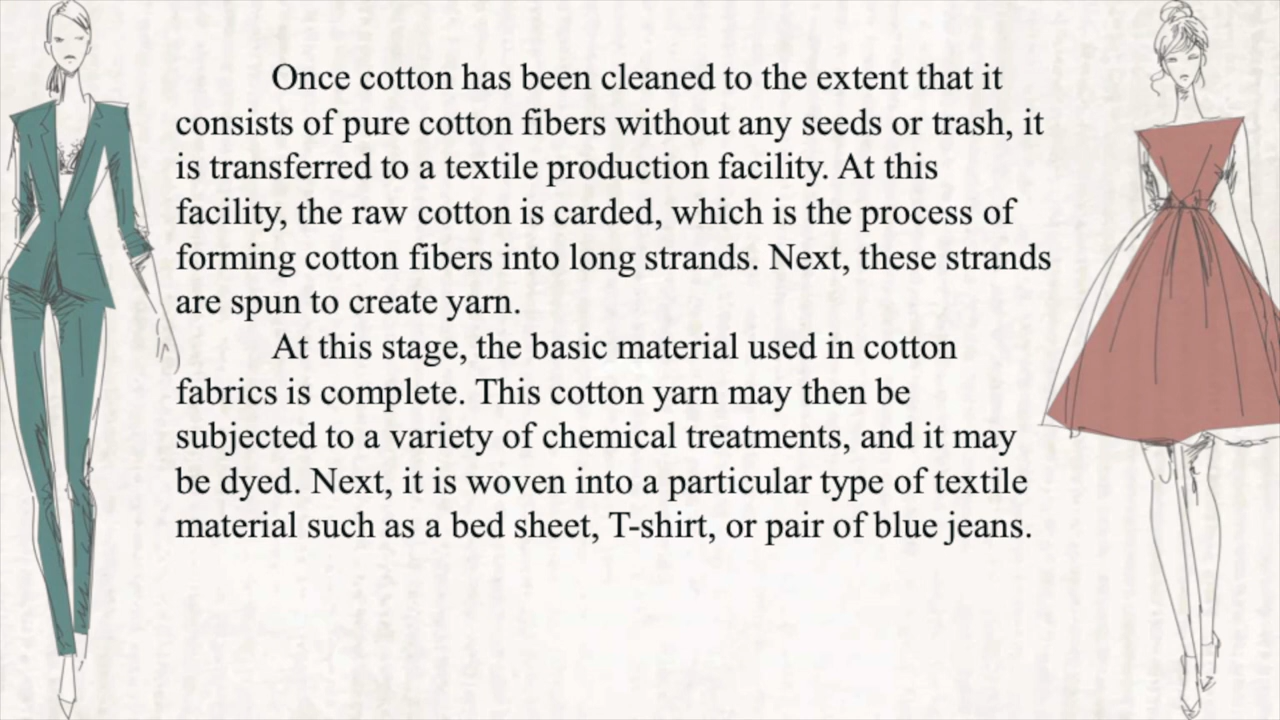 Once cotton has been cleaned to the extent that it
consists of pure cotton fibers without any seeds or trash, it
is transferred to a textile production facility. At this
facility, the raw cotton is carded, which is the process of
forming cotton fibers into long strands. Next, these strands
are spun to create yarn.
At this stage, the basic material used in cotton
fabrics is complete. This cotton yarn may then be
subjected to a variety of chemical treatments, and it may
be dyed. Next, it is woven into a particular type of textile
material such as a bed sheet, T-shirt, or pair of blue jeans.